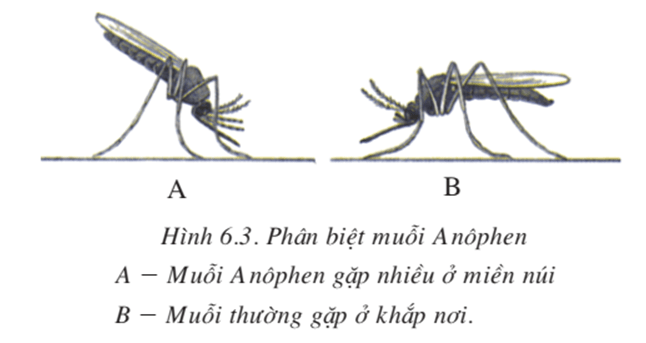 A
B
Hình 6.3. Phân biệt muỗi Anôphen
A – Muỗi Anôphen gặp nhiều ở miền núi
B – Muỗi thường gặp ở khắp nơi.